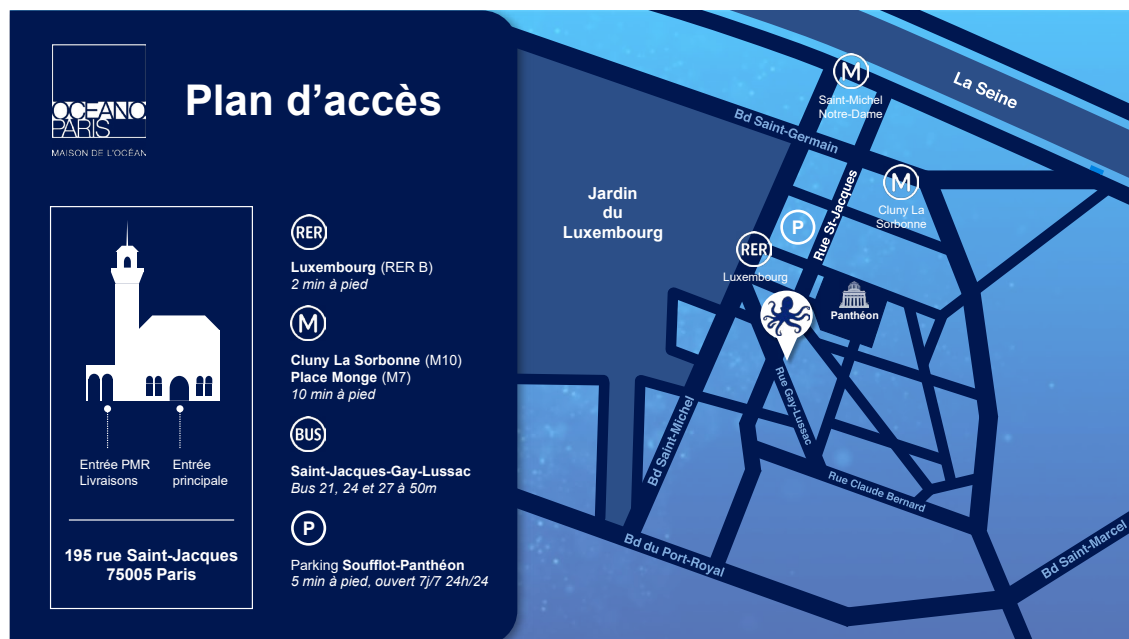 OCEANO
PARIS
MAISON DE L'OCÉAN
Plan d'accès
Entrée PMR
Livraisons
Entrée
principale
195 rue Saint-Jacques
75005 Paris
RER
Luxembourg (RER B)
2 min à pied
M
Cluny La Sorbonne (M10)
Place Monge (M7)
10 min à pied
BUS
Saint-Jacques-Gay-Lussac
Bus 21, 24 et 27 à 50m
P
Parking Soufflot-Panthéon
5 min à pied, ouvert 7j/7 24h/24
La Seine
M
Saint-Michel
Notre-Dame
Bd Saint-Germain
M
Cluny La
Sorbonne
Jardin
du
Luxembourg
Rue St-Jacques
P
RER
Luxembourg
Panthéon
Rue Gay-Lussac
Bd Saint-Michel
Rue Claude Bernard
Bd du Port-Royal
Bd Saint-Marcel